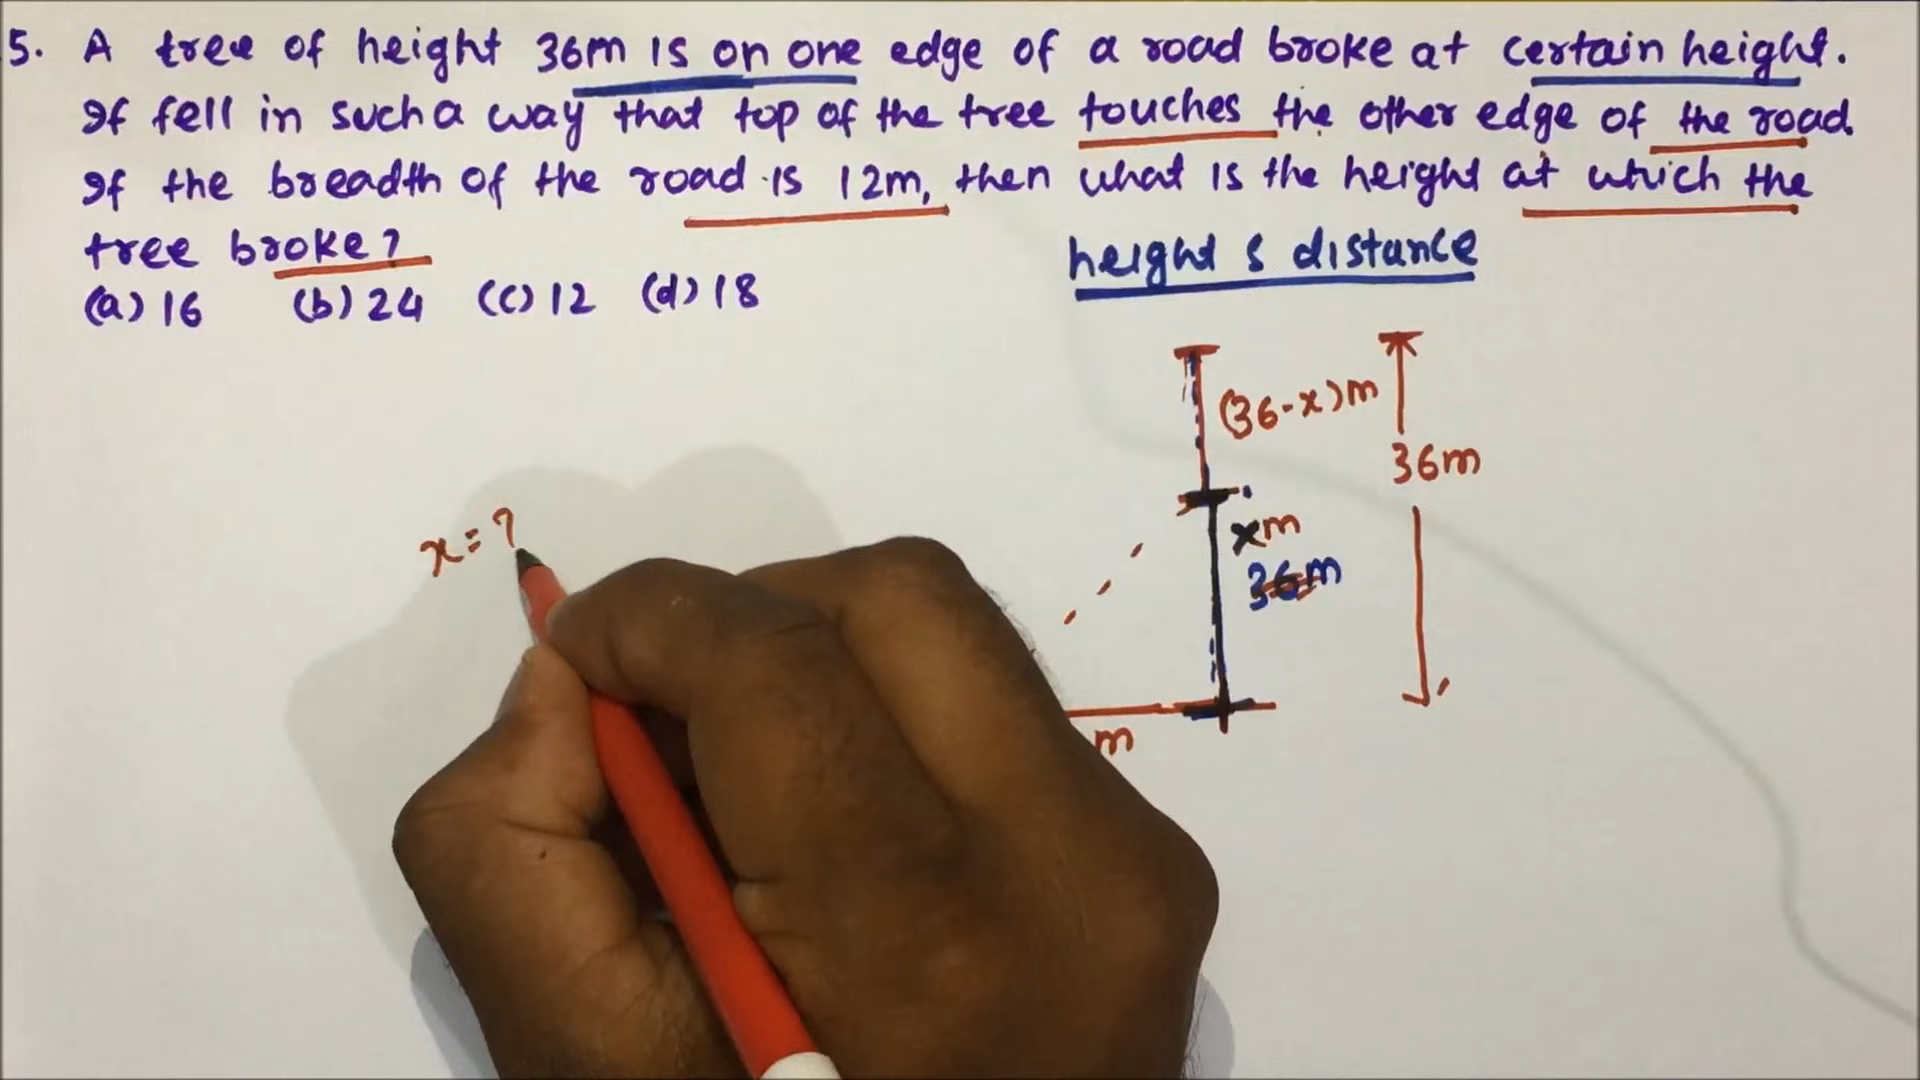 5. A tree of height 36m is on one edge of a road broke at certain height.
If fell in such a way that top of the tree touches the other edge of the road.
If the breadth of the road is 12m, then what is the height at which the
tree broke?
(a) 16 (b) 24 (c) 12 (d) 18
height & distance
(36-x)m
36m
xm
36m
x = ?
m